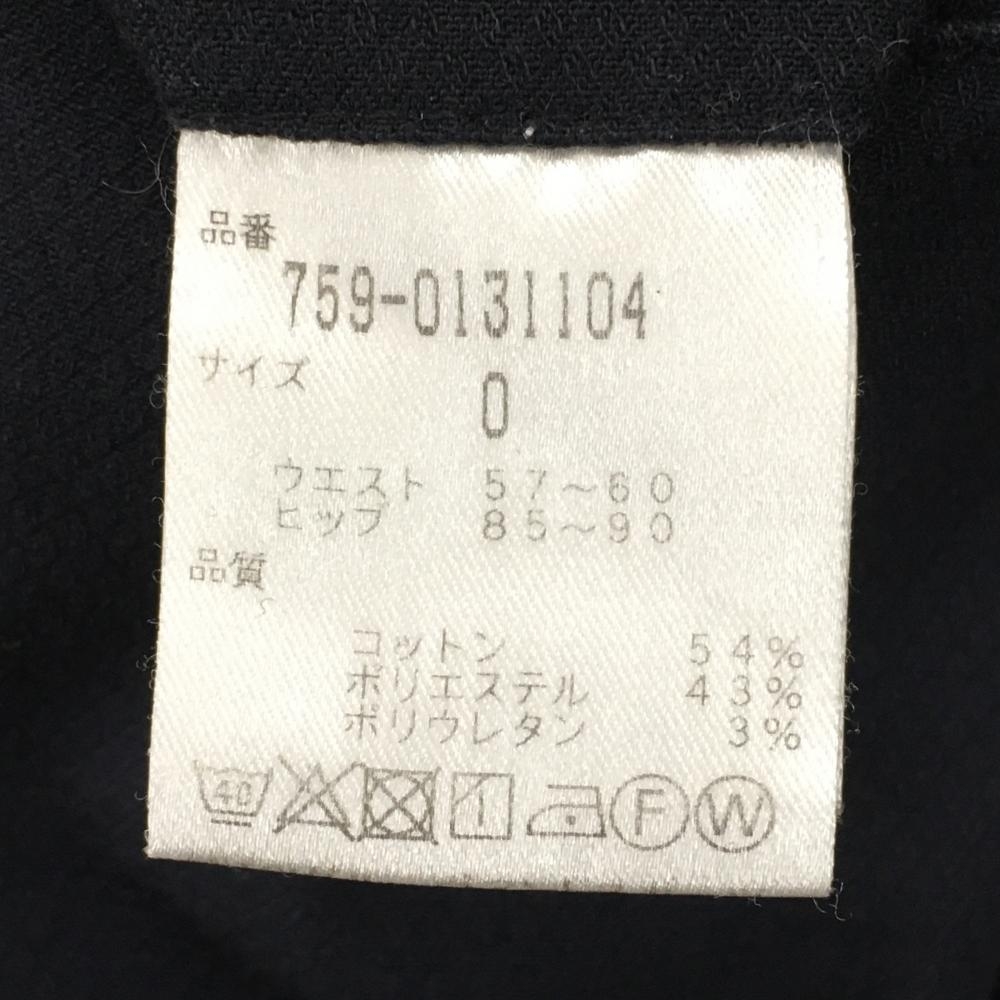 品番
759-0131104
サイズ
0
ウエスト 57~60
ヒップ 85~90
品質
コットン 54%
ポリエステル 43%
ポリウレタン 3%
40 F W